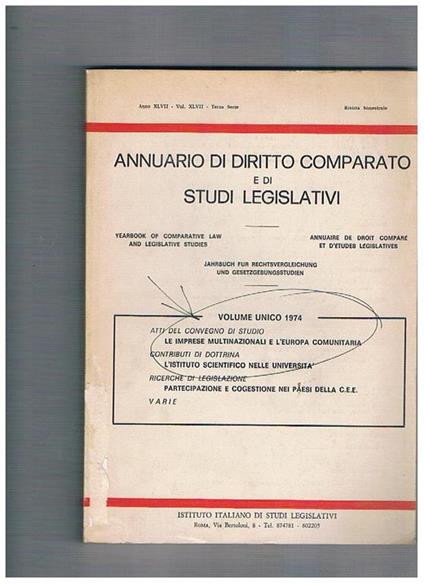 Anno XLVII - Vol. XLVII - Terza Serie
Rivista bimestrale
ANNUARIO DI DIRITTO COMPARATO
E DI
STUDI LEGISLATIVI
YEARBOOK OF COMPARATIVE LAW
AND LEGISLATIVE STUDIES
ANNUAIRE DE DROIT COMPARÉ
ET D'ETUDES LEGISLATIVES
JAHRBUCH FUR RECHTSVERGLEICHUNG
UND GESETZGEBUNGSSTUDIEN
VOLUME UNICO 1974
ATTI DEL CONVEGNO DI STUDIO
LE IMPRESE MULTINAZIONALI E L'EUROPA COMUNITARIA
CONTRIBUTI DI DOTTRINA
L'ISTITUTO SCIENTIFICO NELLE UNIVERSITA'
RICERCHE DI LEGISLAZIONE
PARTECIPAZIONE E COGESTIONE NEI PAESI DELLA C.E.E.
VARIE
ISTITUTO ITALIANO DI STUDI LEGISLATIVI
ROMA, Via Bertoloni, 8 - Tel. 874781 - 802205